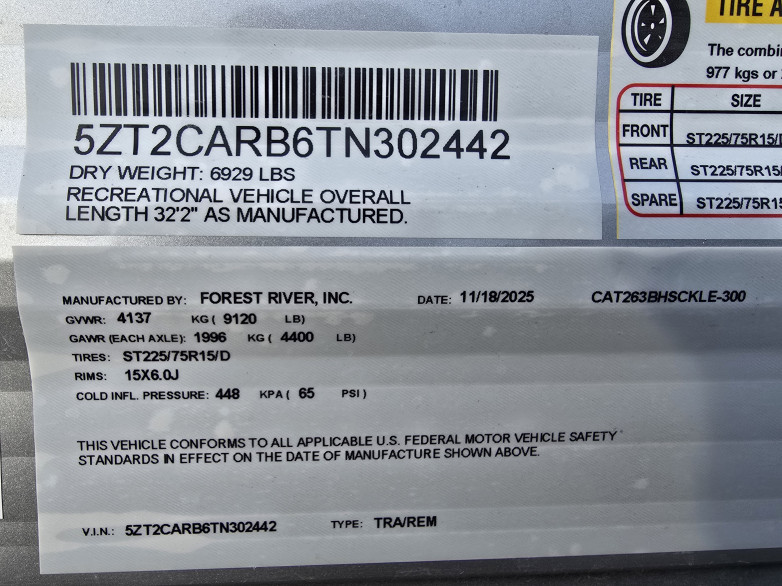 5ZT2CARB6TN302442
DRY WEIGHT: 6929 LBS
RECREATIONAL VEHICLE OVERALL
LENGTH 32'2" AS MANUFACTURED.
TIRE A
The combin
977 kgs or
TIRE SIZE
FRONT ST225/75R15/D
REAR ST225/75R15
SPARE ST225/75R15
MANUFACTURED BY: FOREST RIVER, INC. DATE: 11/18/2025 CAT263BHSCKLE-300
GVWR: 4137 KG ( 9120 LB)
GAWR (EACH AXLE): 1996 KG ( 4400 LB)
TIRES: ST225/75R15/D
RIMS: 15X6.0J
COLD INFL. PRESSURE: 448 KPA ( 65 PSI )
THIS VEHICLE CONFORMS TO ALL APPLICABLE U.S. FEDERAL MOTOR VEHICLE SAFETY
STANDARDS IN EFFECT ON THE DATE OF MANUFACTURE SHOWN ABOVE.
V.I.N.: 5ZT2CARB6TN302442 TYPE: TRA/REM